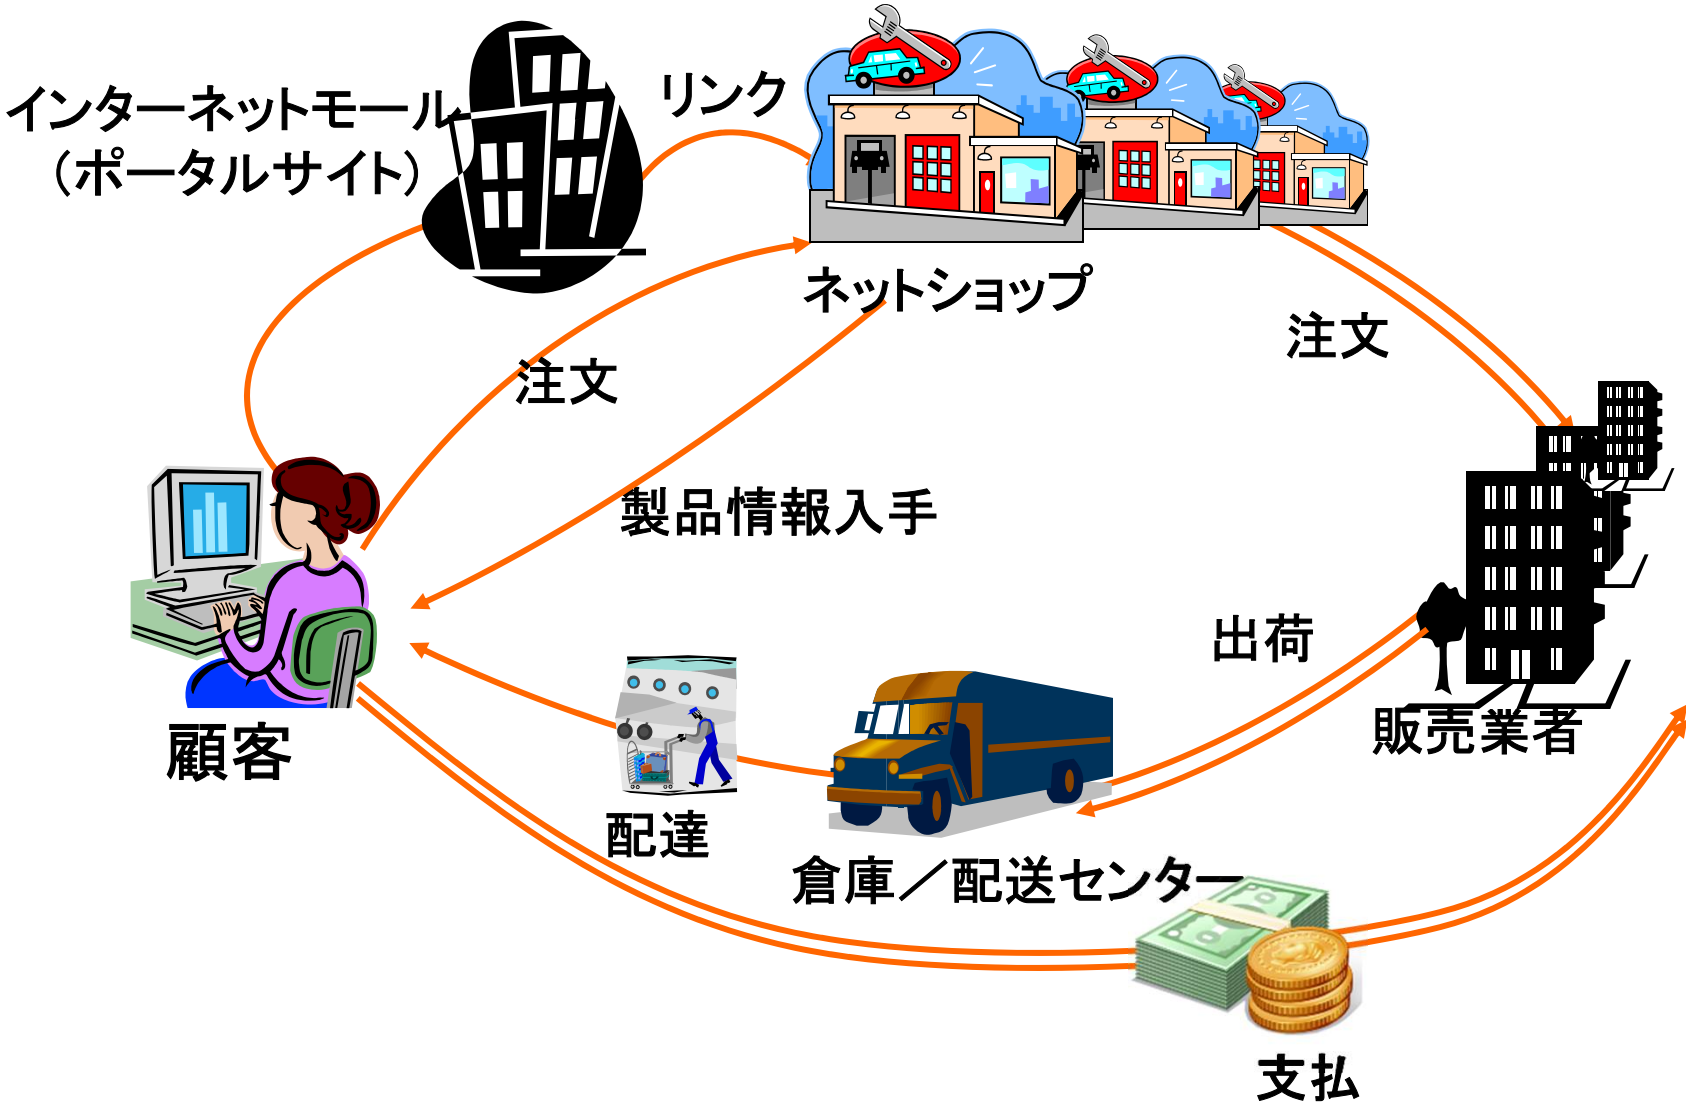 インターネットモール
（ポータルサイト）
リンク
ネットショップ
注文
注文
製品情報入手
出荷
販売業者
顧客
配達
倉庫／配送センター
支払